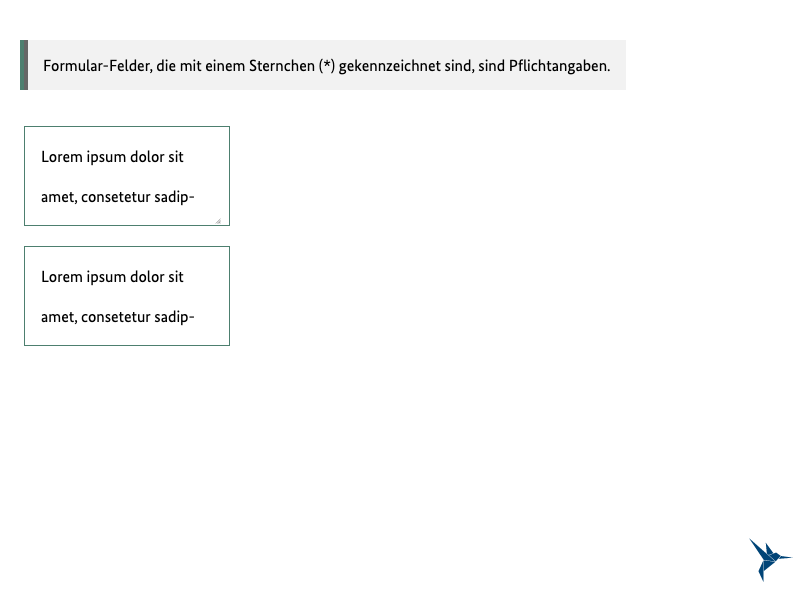 Formular-Felder, die mit einem Sternchen (*) gekennzeichnet sind, sind Pflichtangaben.
Lorem ipsum dolor sit
amet, consetetur sadip-
Lorem ipsum dolor sit
amet, consetetur sadip-